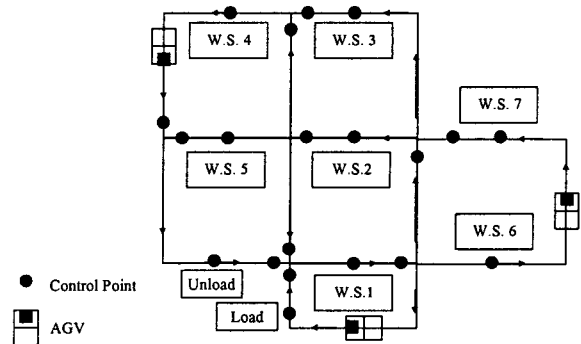 W.S. 4
W.S. 3
W.S. 7
W.S. 5
W.S.2
W.S. 6
Unload
W.S.1
Load
Control Point
AGV